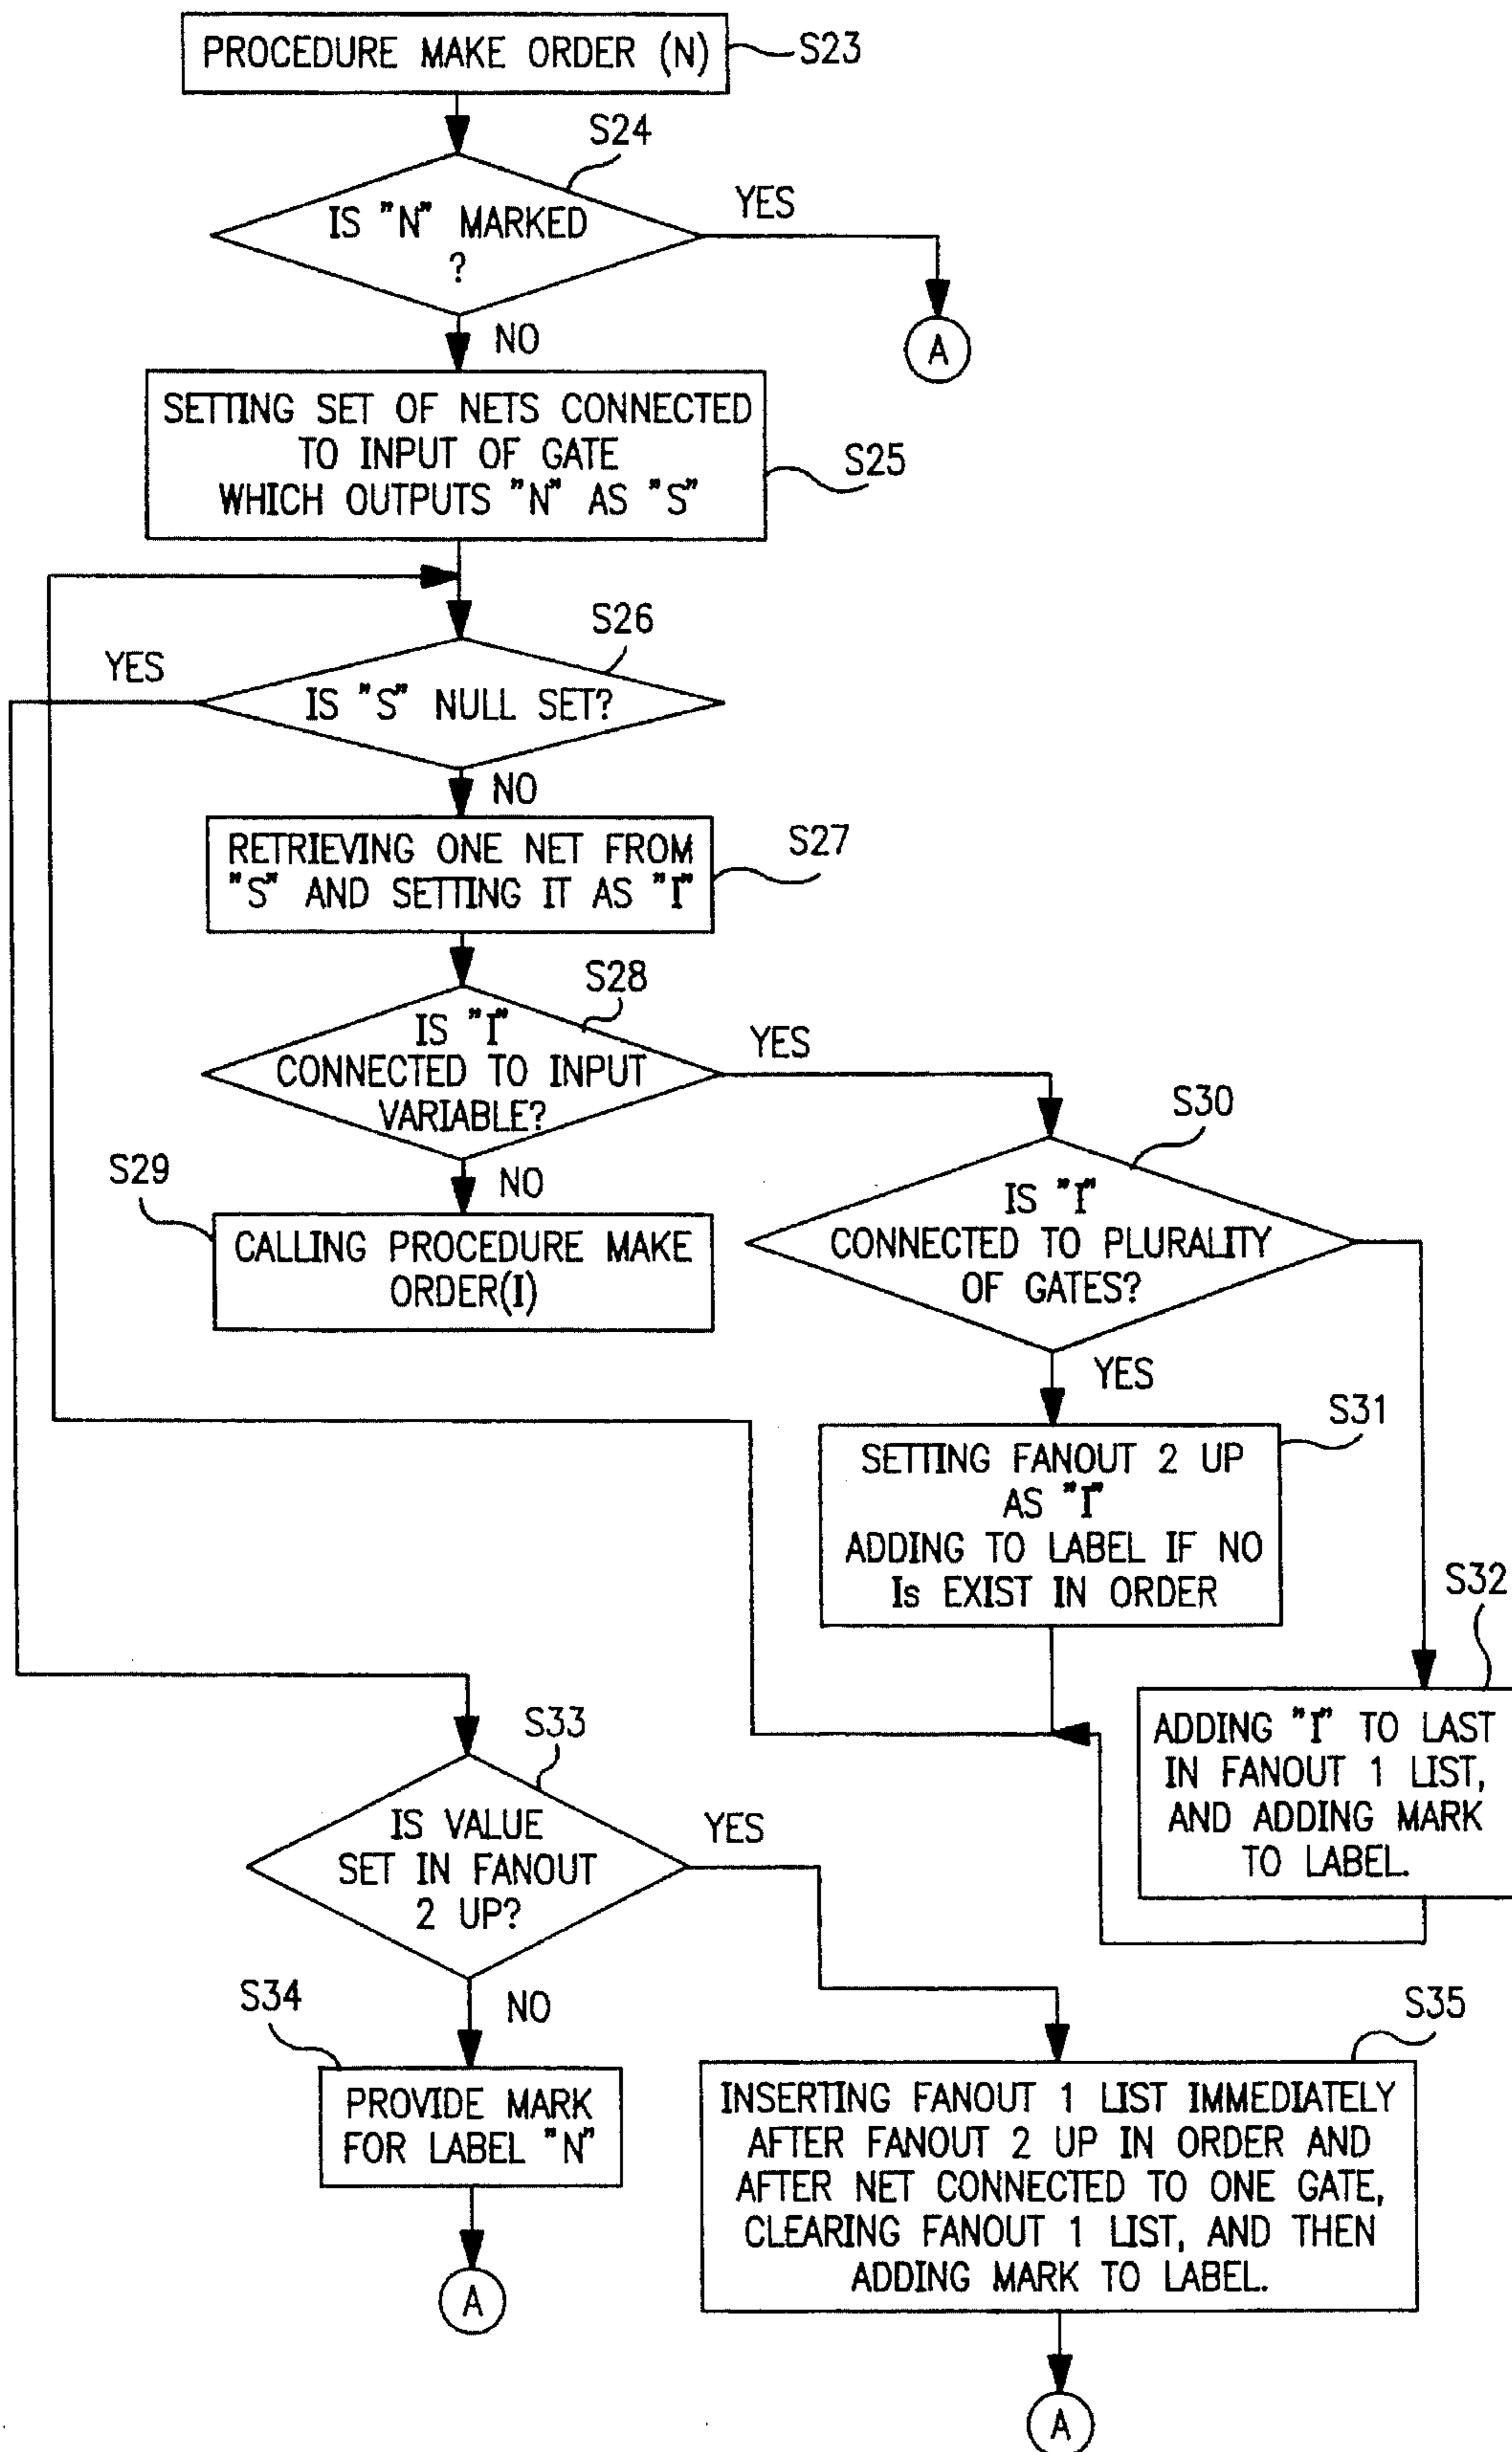 PROCEDURE MAKE ORDER (N)
S23
S24
IS "N" MARKED
?
YES
A
NO
SETTING SET OF NETS CONNECTED
TO INPUT OF GATE
WHICH OUTPUTS "N" AS "S"
S25
S26
YES
IS "S" NULL SET?
NO
RETRIEVING ONE NET FROM
"S" AND SETTING IT AS "I"
S27
S28
IS "I"
CONNECTED TO INPUT
VARIABLE?
YES
S29
NO
CALLING PROCEDURE MAKE
ORDER(I)
S30
IS "I"
CONNECTED TO PLURALITY
OF GATES?
YES
S31
SETTING FANOUT 2 UP
AS "I"
ADDING TO LABEL IF NO
Is EXIST IN ORDER
S32
ADDING "I" TO LAST
IN FANOUT 1 LIST,
AND ADDING MARK
TO LABEL.
S33
IS VALUE
SET IN FANOUT
2 UP?
YES
S34
NO
PROVIDE MARK
FOR LABEL "N"
A
S35
INSERTING FANOUT 1 LIST IMMEDIATELY
AFTER FANOUT 2 UP IN ORDER AND
AFTER NET CONNECTED TO ONE GATE,
CLEARING FANOUT 1 LIST, AND THEN
ADDING MARK TO LABEL.
A